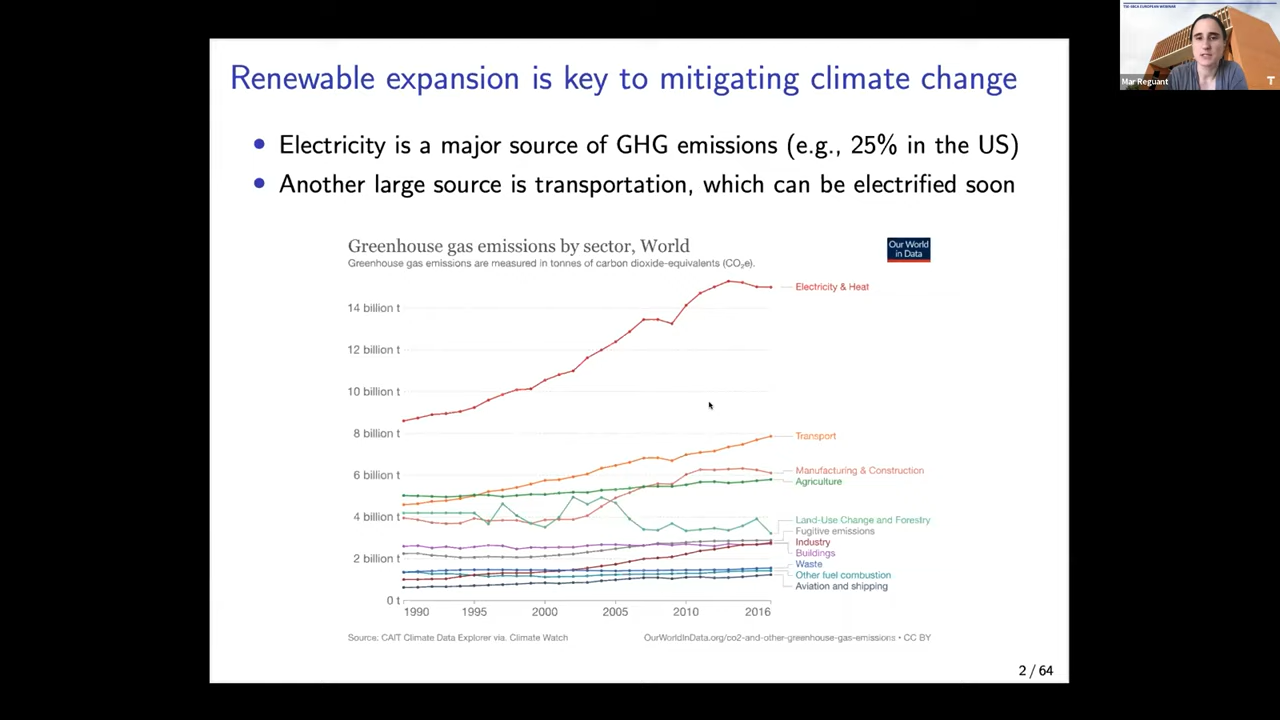 THE GRCA EUROPEAN WEBINAR
Mar Reguant
T
Renewable expansion is key to mitigating climate change
• Electricity is a major source of GHG emissions (e.g., 25% in the US)
• Another large source is transportation, which can be electrified soon
Greenhouse gas emissions by sector, World
Greenhouse gas emissions are measured in tonnes of carbon dioxide-equivalents (CO₂e).
Our World
in Data
14 billion t
12 billion t
10 billion t
8 billion t
6 billion t
4 billion t
2 billion t
0 t
1990
1995
2000
2005
2010
2016
Electricity & Heat
Transport
Manufacturing & Construction
Agriculture
Land-Use Change and Forestry
Fugitive emissions
Industry
Buildings
Waste
Other fuel combustion
Aviation and shipping
Source: CAIT Climate Data Explorer via. Climate Watch
OurWorldInData.org/co2-and-other-greenhouse-gas-emissions • CC BY
2 / 64